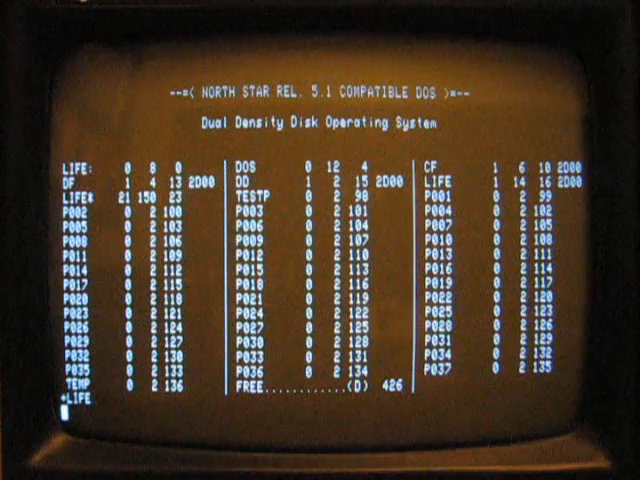 --=( NORTH STAR REL. 5.1 COMPATIBLE DOS )=--
Dual Density Disk Operating System
LIFE: 0 8 0 | DOS 0 12 4 | CF 1 6 10 2D00
DF 1 4 13 2D00 | DD 1 2 15 2D00 | LIFE 1 14 16 2D00
LIFE& 21 150 23 | TESTP 0 2 98 | P001 0 2 99
P002 0 2 100 | P003 0 2 101 | P004 0 2 102
P005 0 2 103 | P006 0 2 104 | P007 0 2 105
P008 0 2 106 | P009 0 2 107 | P010 0 2 108
P011 0 2 109 | P012 0 2 110 | P013 0 2 111
P014 0 2 112 | P015 0 2 113 | P016 0 2 114
P017 0 2 115 | P018 0 2 116 | P019 0 2 117
P020 0 2 118 | P021 0 2 119 | P022 0 2 120
P023 0 2 121 | P024 0 2 122 | P025 0 2 123
P026 0 2 124 | P027 0 2 125 | P028 0 2 126
P029 0 2 127 | P030 0 2 128 | P031 0 2 129
P032 0 2 130 | P033 0 2 131 | P034 0 2 132
P035 0 2 133 | P036 0 2 134 | P037 0 2 135
TEMP 0 2 136 | FREE............(D) 426
+LIFE